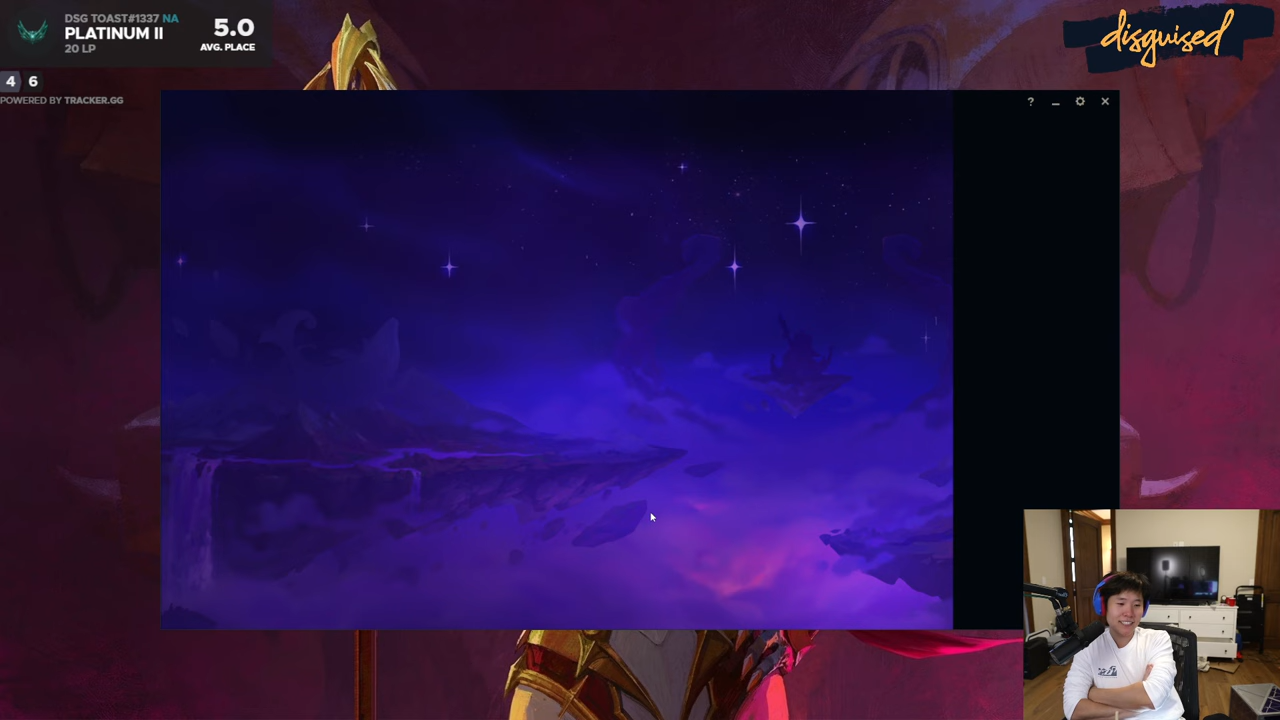 DSG TOAST#1337 NA
PLATINUM II
20 LP
5.0
AVG. PLACE
4 6
POWERED BY TRACKER.GG
disguised
?